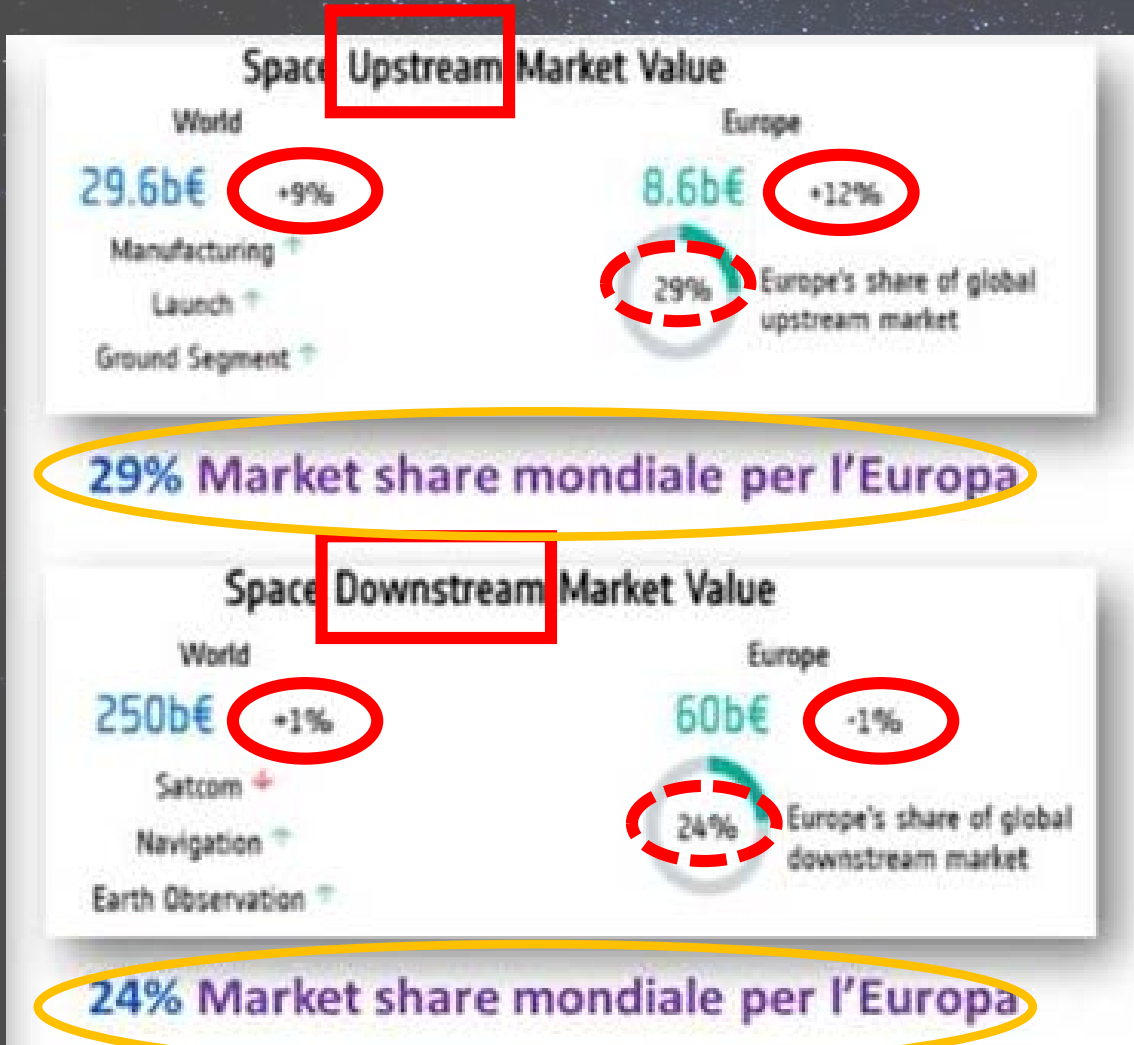 Space Upstream Market Value
World
Europe
29.6b€ +9%
8.6b€ +12%
Manufacturing ↑
Launch ↑
Ground Segment ↑
29%
Europe's share of global
upstream market
29% Market share mondiale per l'Europa
Space Downstream Market Value
World
Europe
250b€ +1%
60b€ -1%
Satcom ↓
Navigation ↑
Earth Observation ↑
24%
Europe's share of global
downstream market
24% Market share mondiale per l'Europa